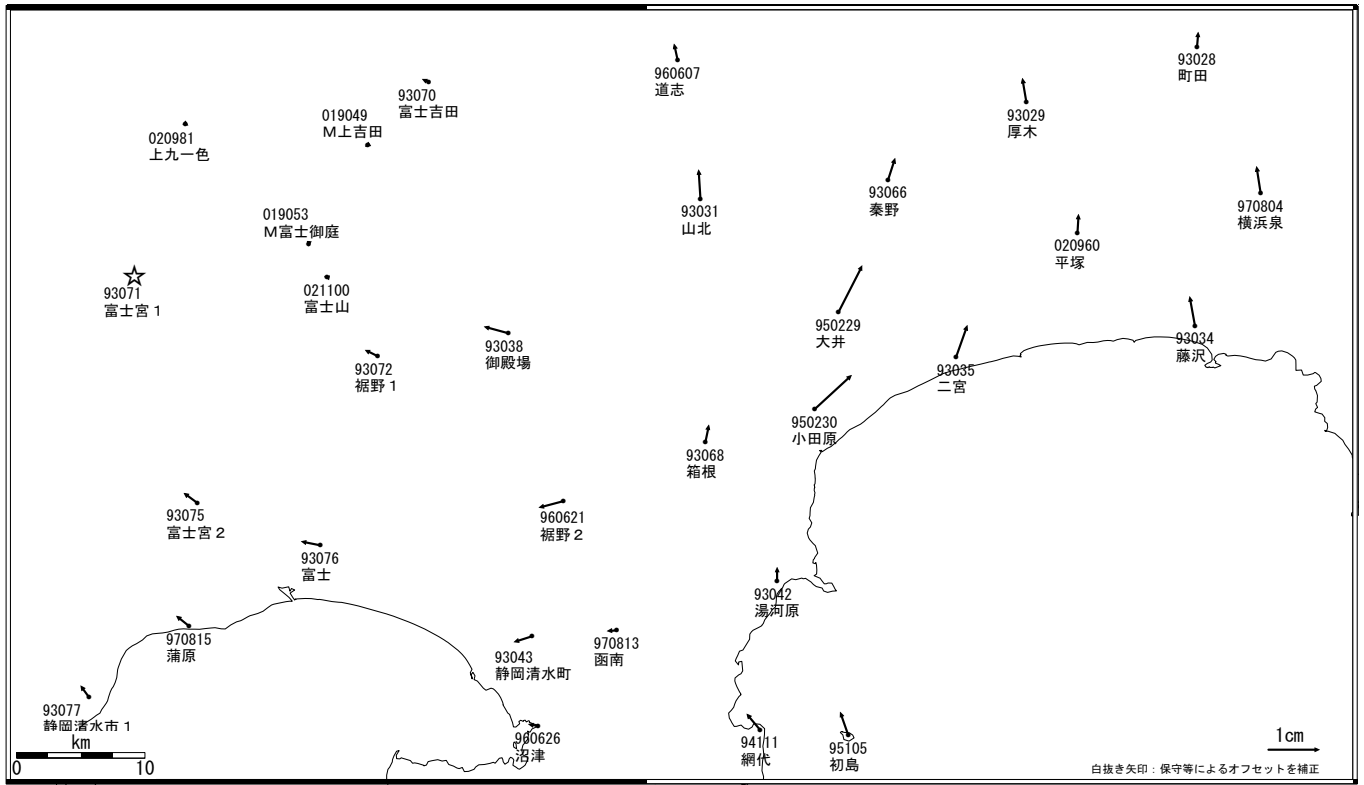 93028
町田
960607
道志
93070
富士吉田
93029
厚木
019049
Ｍ上吉田
020981
上九一色
93066
秦野
93031
山北
970804
横浜泉
019053
Ｍ富士御庭
020960
平塚
93071
富士宮１
021100
富士山
93038
御殿場
950229
大井
93034
藤沢
93072
裾野１
93035
二宮
950230
小田原
93068
箱根
93075
富士宮２
960621
裾野２
93076
富士
93042
湯河原
970815
蒲原
93043
静岡清水町
970813
函南
93077
静岡清水市１
960626
沼津
94111
網代
95105
初島
km
0 10
1cm
白抜き矢印：保守等によるオフセットを補正